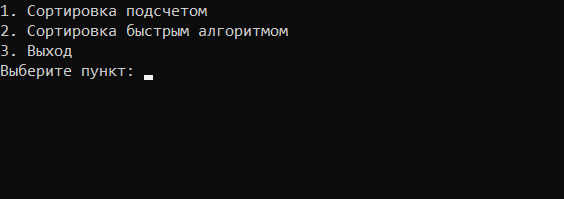 1. Сортировка подсчетом
2. Сортировка быстрым алгоритмом
3. Выход
Выберите пункт: